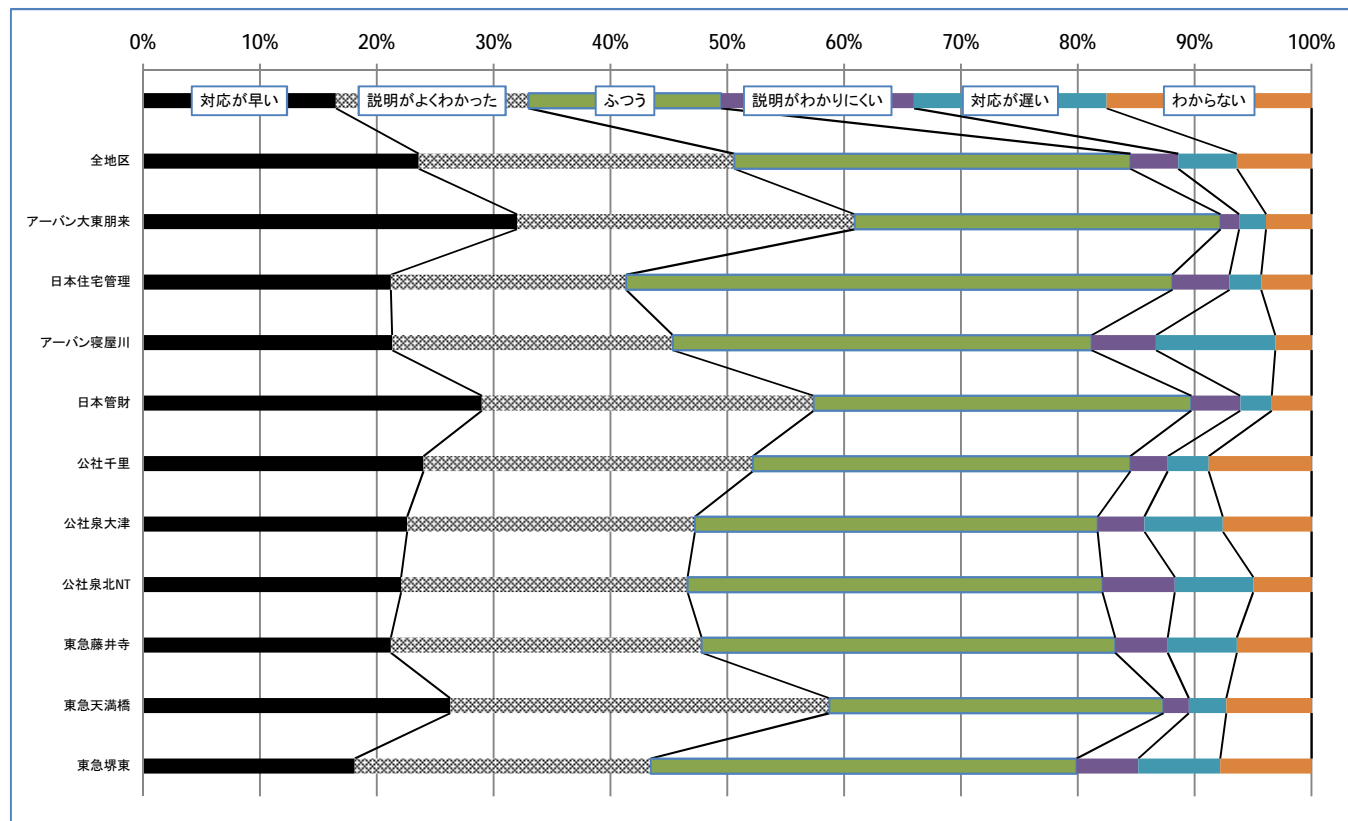 0% 10% 20% 30% 40% 50% 60% 70% 80% 90% 100%
対応が早い 説明がよくわかった ふつう 説明がわかりにくい 対応が遅い わからない
全地区
アーバン大東朋来
日本住宅管理
アーバン寝屋川
日本管財
公社千里
公社泉大津
公社泉北NT
東急藤井寺
東急天満橋
東急堺東